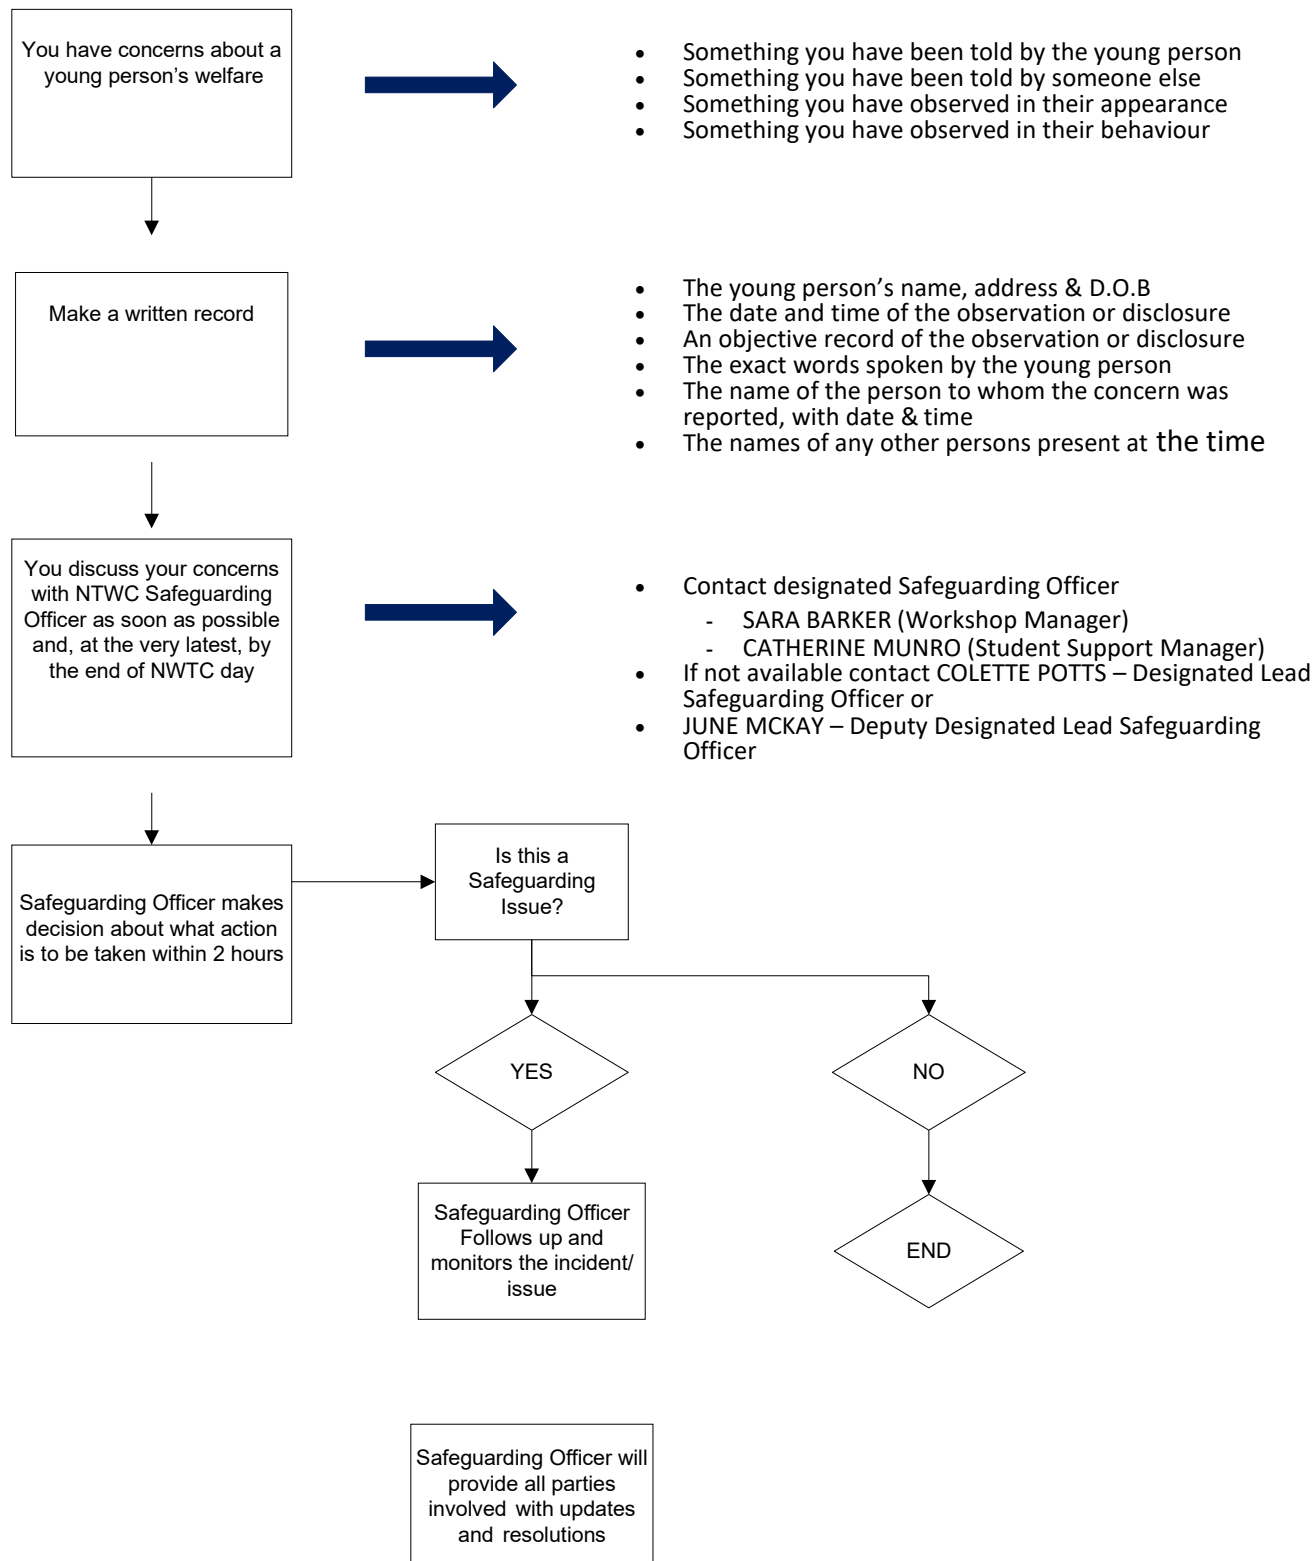 You have concerns about a
young person's welfare
• Something you have been told by the young person
• Something you have been told by someone else
• Something you have observed in their appearance
• Something you have observed in their behaviour
Make a written record
• The young person's name, address & D.O.B
• The date and time of the observation or disclosure
• An objective record of the observation or disclosure
• The exact words spoken by the young person
• The name of the person to whom the concern was
reported, with date & time
• The names of any other persons present at the time
You discuss your concerns
with NTWC Safeguarding
Officer as soon as possible
and, at the very latest, by
the end of NWTC day
• Contact designated Safeguarding Officer
- SARA BARKER (Workshop Manager)
- CATHERINE MUNRO (Student Support Manager)
• If not available contact COLETTE POTTS – Designated Lead
Safeguarding Officer or
• JUNE MCKAY – Deputy Designated Lead Safeguarding
Officer
Safeguarding Officer makes
decision about what action
is to be taken within 2 hours
Is this a
Safeguarding
Issue?
YES
NO
Safeguarding Officer
Follows up and
monitors the incident/
issue
END
Safeguarding Officer will
provide all parties
involved with updates
and resolutions